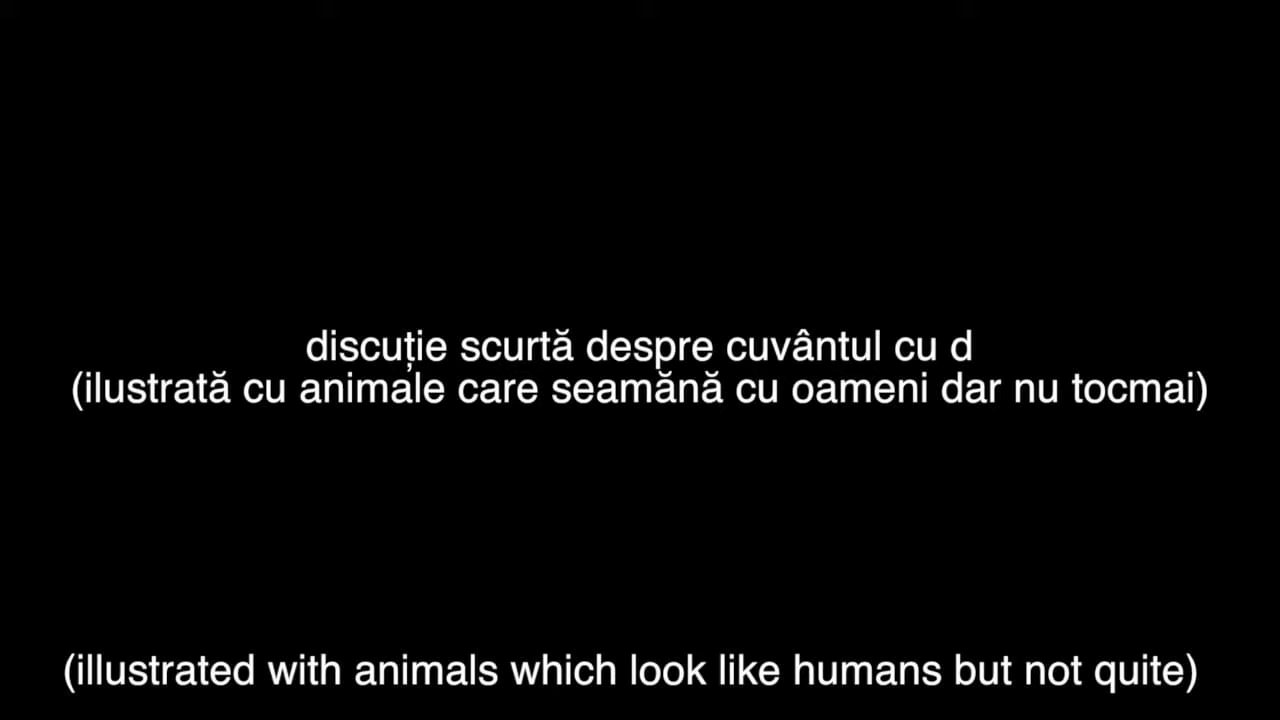 discuție scurtă despre cuvântul cu d
(ilustrată cu animale care seamănă cu oameni dar nu tocmai)
(illustrated with animals which look like humans but not quite)